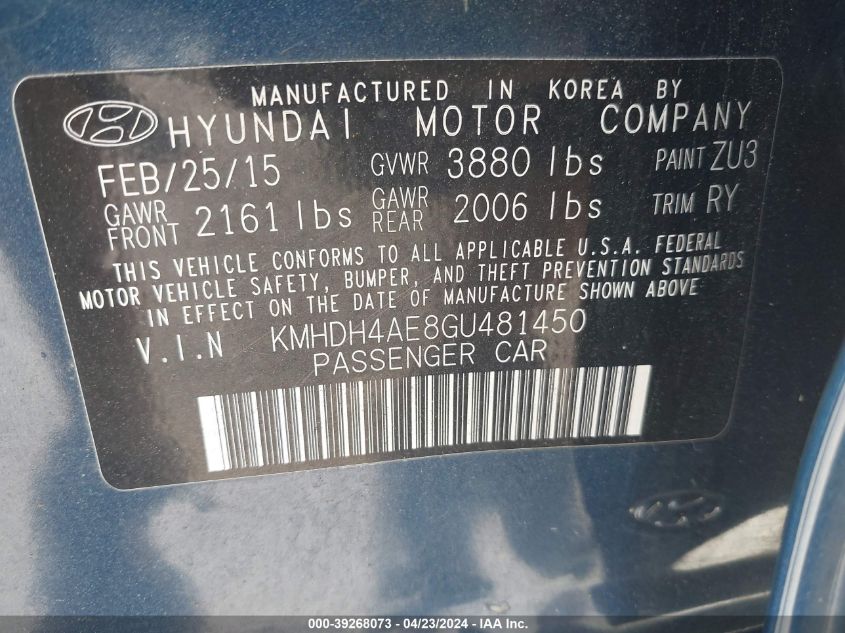 MANUFACTURED IN KOREA BY
HYUNDAI MOTOR COMPANY
FEB/25/15 GVWR 3880 lbs PAINT ZU3
GAWR FRONT 2161 lbs GAWR REAR 2006 lbs TRIM RY
THIS VEHICLE CONFORMS TO ALL APPLICABLE U.S.A. FEDERAL
MOTOR VEHICLE SAFETY, BUMPER, AND THEFT PREVENTION STANDARDS
IN EFFECT ON THE DATE OF MANUFACTURE SHOWN ABOVE
V.I.N KMHDH4AE8GU481450
PASSENGER CAR
000-39268073 - 04/23/2024 - IAA Inc.